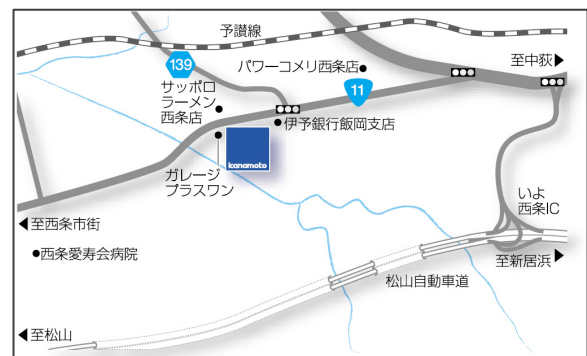 予讃線
139
パワーコメリ西条店
至中萩
サッポロ
ラーメン
西条店
11
伊予銀行飯岡支店
kanamoto
ガレージ
プラスワン
いよ
西条IC
至西条市街
西条愛寿会病院
至新居浜
松山自動車道
至松山